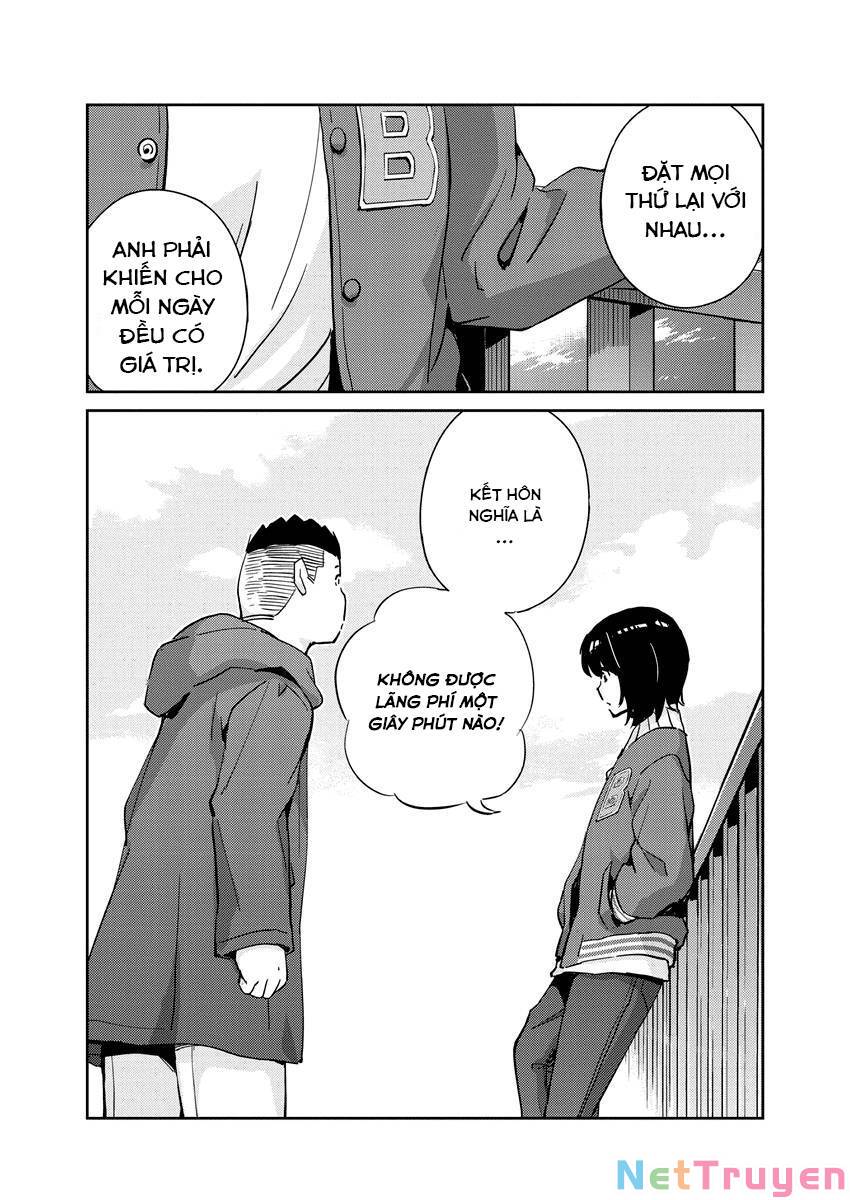 ĐẶT MỌI
THỨ LẠI VỚI
NHAU...
ANH PHẢI
KHIẾN CHO
MỖI NGÀY
ĐỀU CÓ
GIÁ TRỊ.
B
KẾT HÔN
NGHĨA LÀ
...
KHÔNG ĐƯỢC
LÃNG PHÍ MỘT
GIÂY PHÚT NÀO!
B
NetTruyen